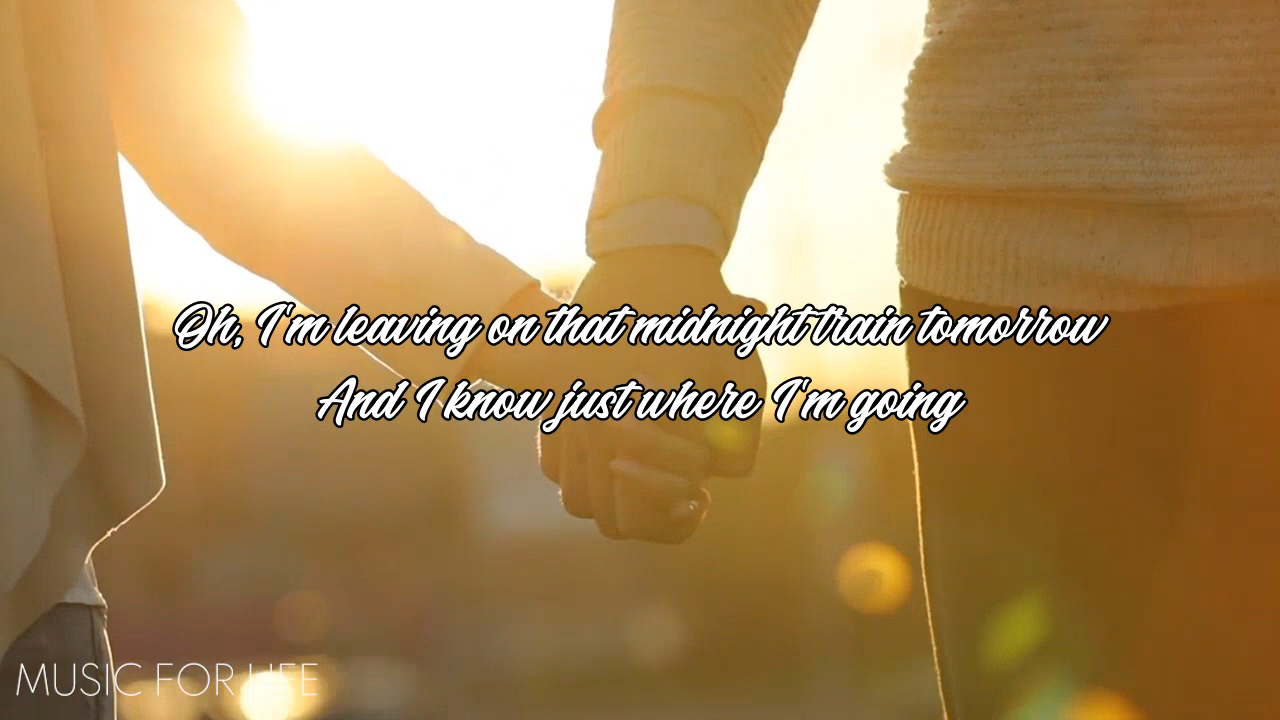 Oh, I'm leaving on that midnight train tomorrow
And I know just where I'm going
MUSIC FOR LIFE